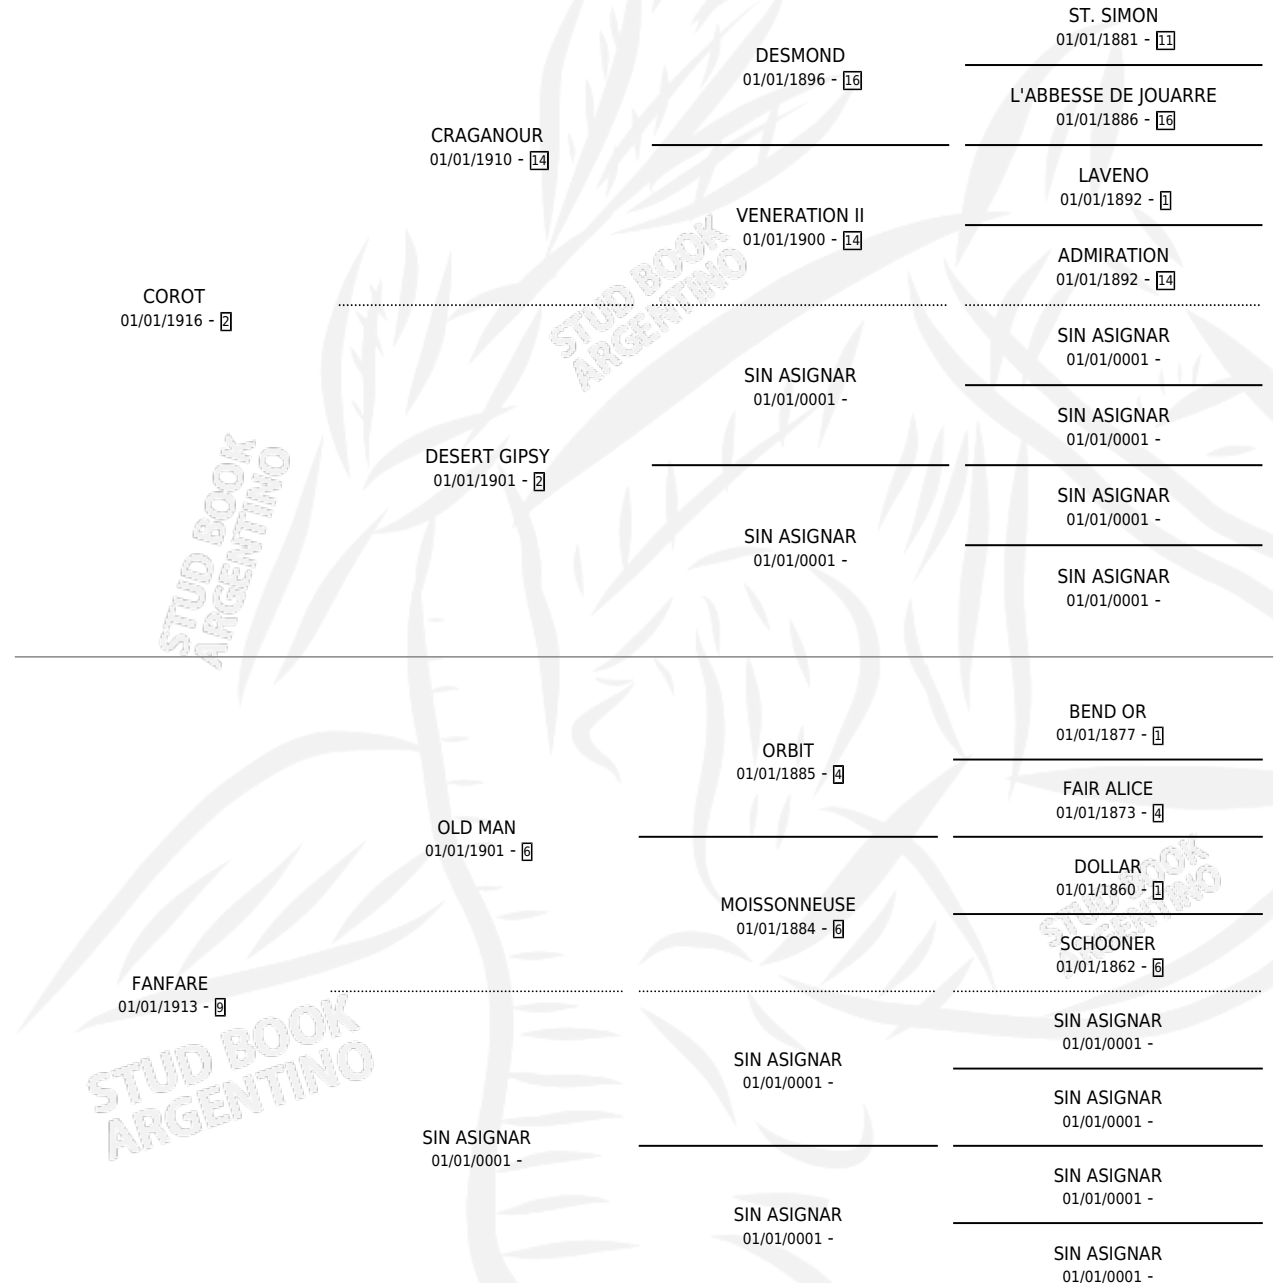 ST. SIMON
01/01/1881 - 11
DESMOND
01/01/1896 - 16
L'ABBESSE DE JOUARRE
01/01/1886 - 16
CRAGANOUR
01/01/1910 - 14
LAVENO
01/01/1892 - 1
VENERATION II
01/01/1900 - 14
ADMIRATION
01/01/1892 - 14
COROT
01/01/1916 - 2
SIN ASIGNAR
01/01/0001 -
SIN ASIGNAR
01/01/0001 -
SIN ASIGNAR
01/01/0001 -
DESERT GIPSY
01/01/1901 - 2
SIN ASIGNAR
01/01/0001 -
SIN ASIGNAR
01/01/0001 -
SIN ASIGNAR
01/01/0001 -
BEND OR
01/01/1877 - 1
ORBIT
01/01/1885 - 4
FAIR ALICE
01/01/1873 - 4
OLD MAN
01/01/1901 - 6
DOLLAR
01/01/1860 - 1
MOISSONNEUSE
01/01/1884 - 6
SCHOONER
01/01/1862 - 6
FANFARE
01/01/1913 - 9
SIN ASIGNAR
01/01/0001 -
SIN ASIGNAR
01/01/0001 -
SIN ASIGNAR
01/01/0001 -
SIN ASIGNAR
01/01/0001 -
SIN ASIGNAR
01/01/0001 -
SIN ASIGNAR
01/01/0001 -
SIN ASIGNAR
01/01/0001 -
STUD BOOK
ARGENTINO
STUD BOOK
ARGENTINO
STUD BOOK
ARGENTINO
STUD BOOK
ARGENTINO